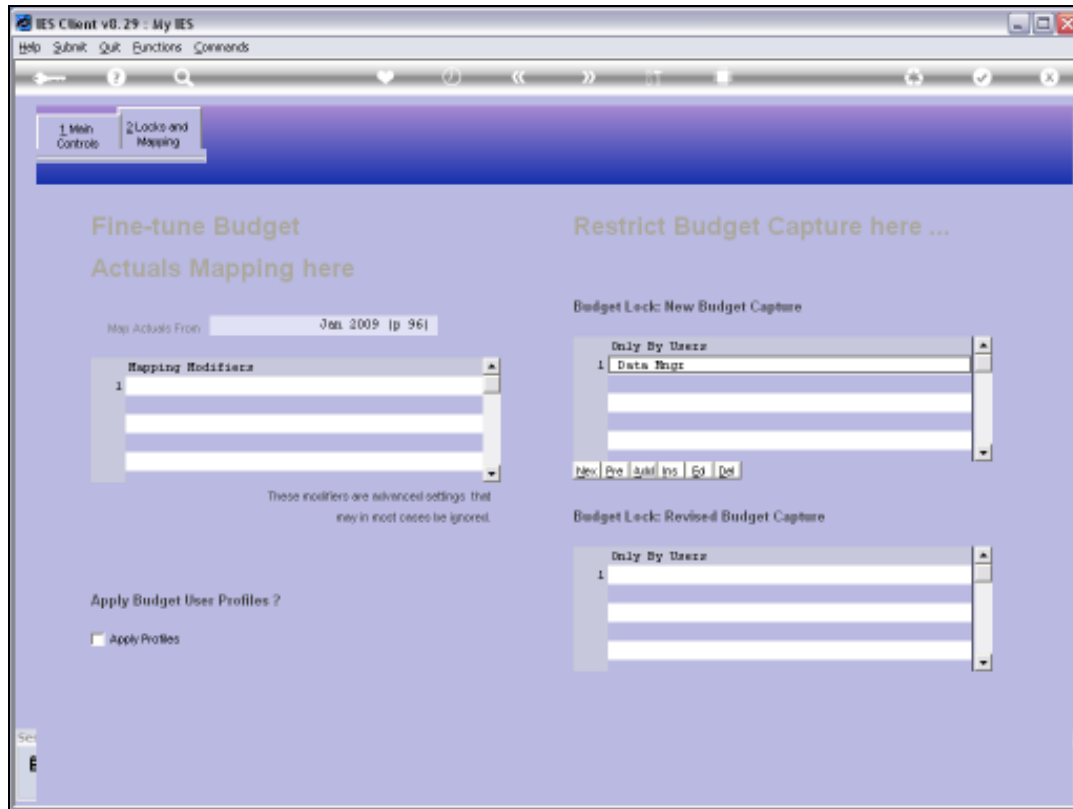 IES Client v8.29 : My IES
Help Submit Quit Functions Commands
1 Main Controls
2 Locks and Mapping
Fine-tune Budget
Actuals Mapping here
Map Actuals From
Jan 2009 |p 96|
Mapping Modifiers
1
These modifiers are advanced settings that
may in most cases be ignored.
Apply Budget User Profiles ?
Apply Profiles
Restrict Budget Capture here ...
Budget Lock: New Budget Capture
Only By Users
1 Data Mngr
Nex Pre Add Ins Ed Del
Budget Lock: Revised Budget Capture
Only By Users
1